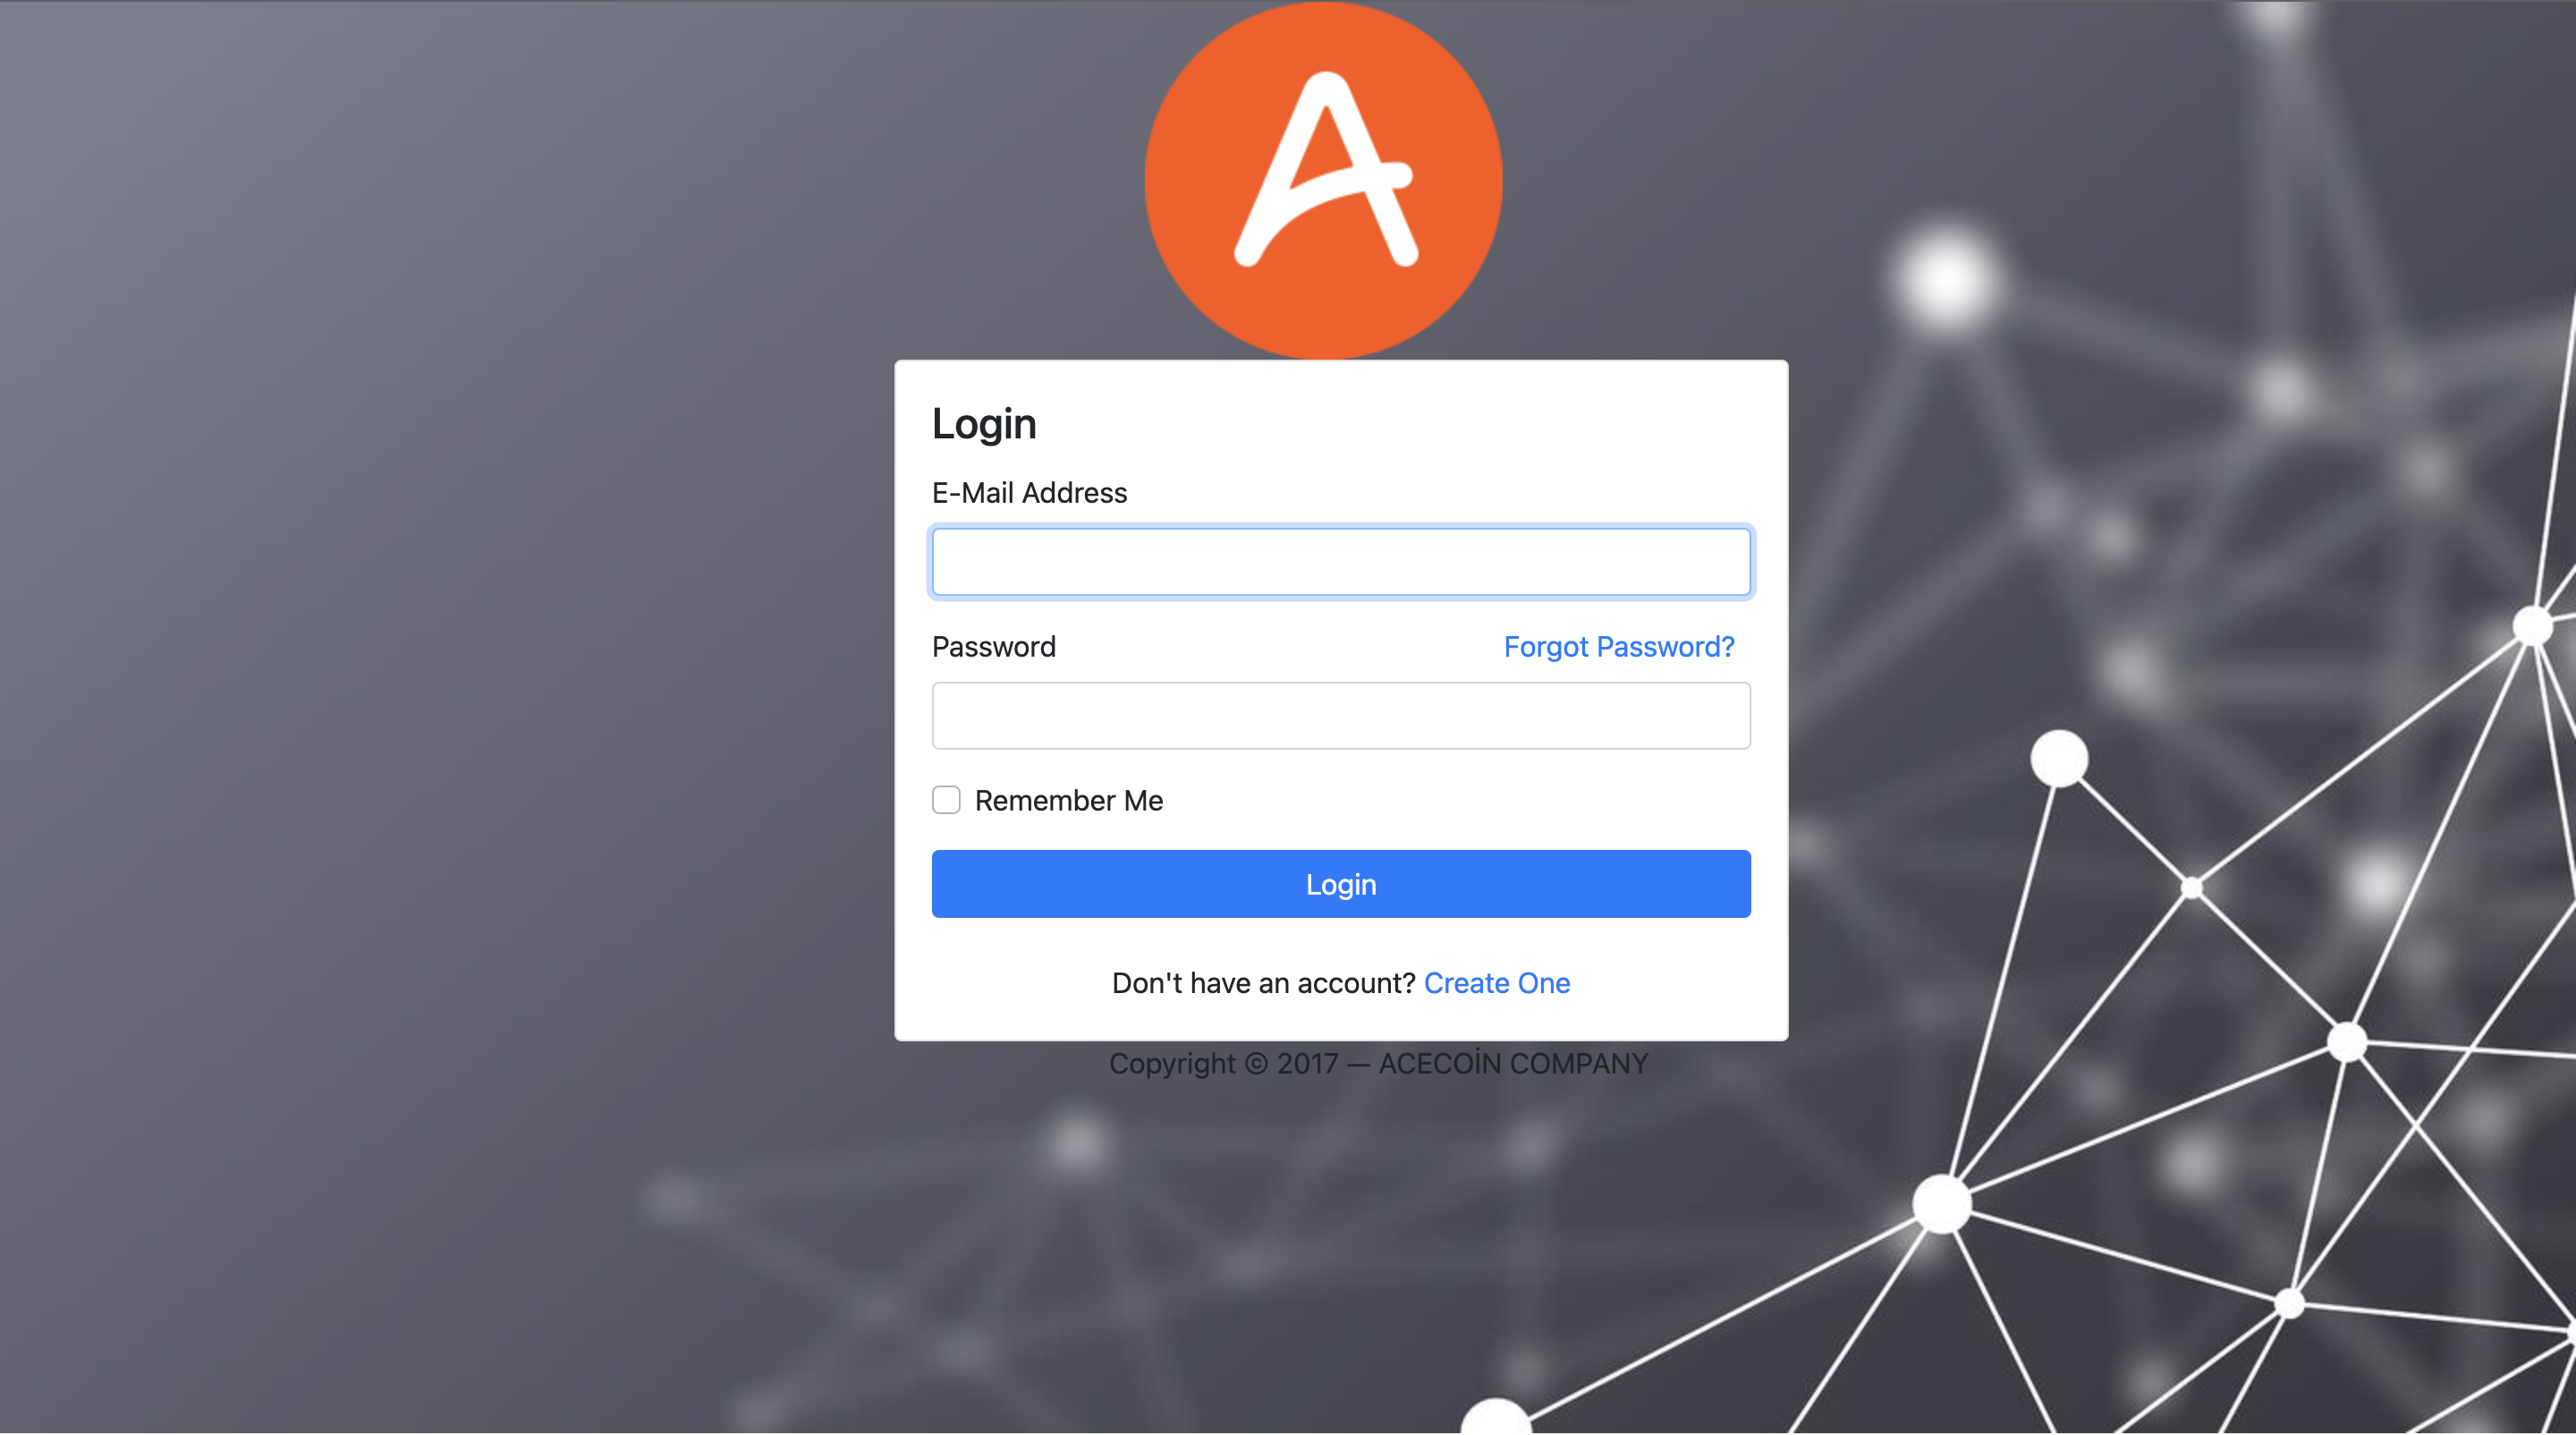 A
Login
E-Mail Address
Password Forgot Password?
Remember Me
Login
Don't have an account? Create One
Copyright © 2017 — ACECOİN COMPANY